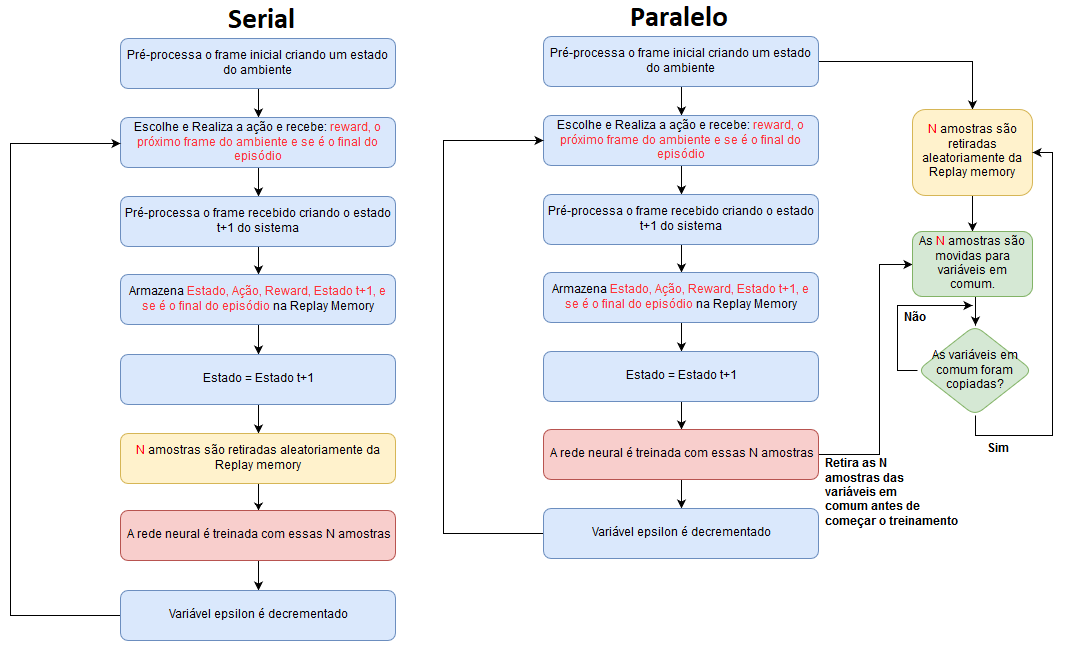 Serial
Pré-processa o frame inicial criando um estado
do ambiente
Escolhe e Realiza a ação e recebe: reward, o
próximo frame do ambiente e se é o final do
episódio
Pré-processa o frame recebido criando o estado
t+1 do sistema
Armazena Estado, Ação, Reward, Estado t+1, e
se é o final do episódio na Replay Memory
Estado = Estado t+1
N amostras são retiradas aleatoriamente da
Replay memory
A rede neural é treinada com essas N amostras
Variável epsilon é decrementado
Paralelo
Pré-processa o frame inicial criando um estado
do ambiente
Escolhe e Realiza a ação e recebe: reward, o
próximo frame do ambiente e se é o final do
episódio
Pré-processa o frame recebido criando o estado
t+1 do sistema
Armazena Estado, Ação, Reward, Estado t+1, e
se é o final do episódio na Replay Memory
Estado = Estado t+1
A rede neural é treinada com essas N amostras
Variável epsilon é decrementado
Retira as N
amostras das
variáveis em
comum antes de
começar o treinamento
N amostras são
retiradas
aleatoriamente da
Replay memory
As N amostras são
movidas para
variáveis em
comum.
Não
As variáveis em
comum foram
copiadas?
Sim